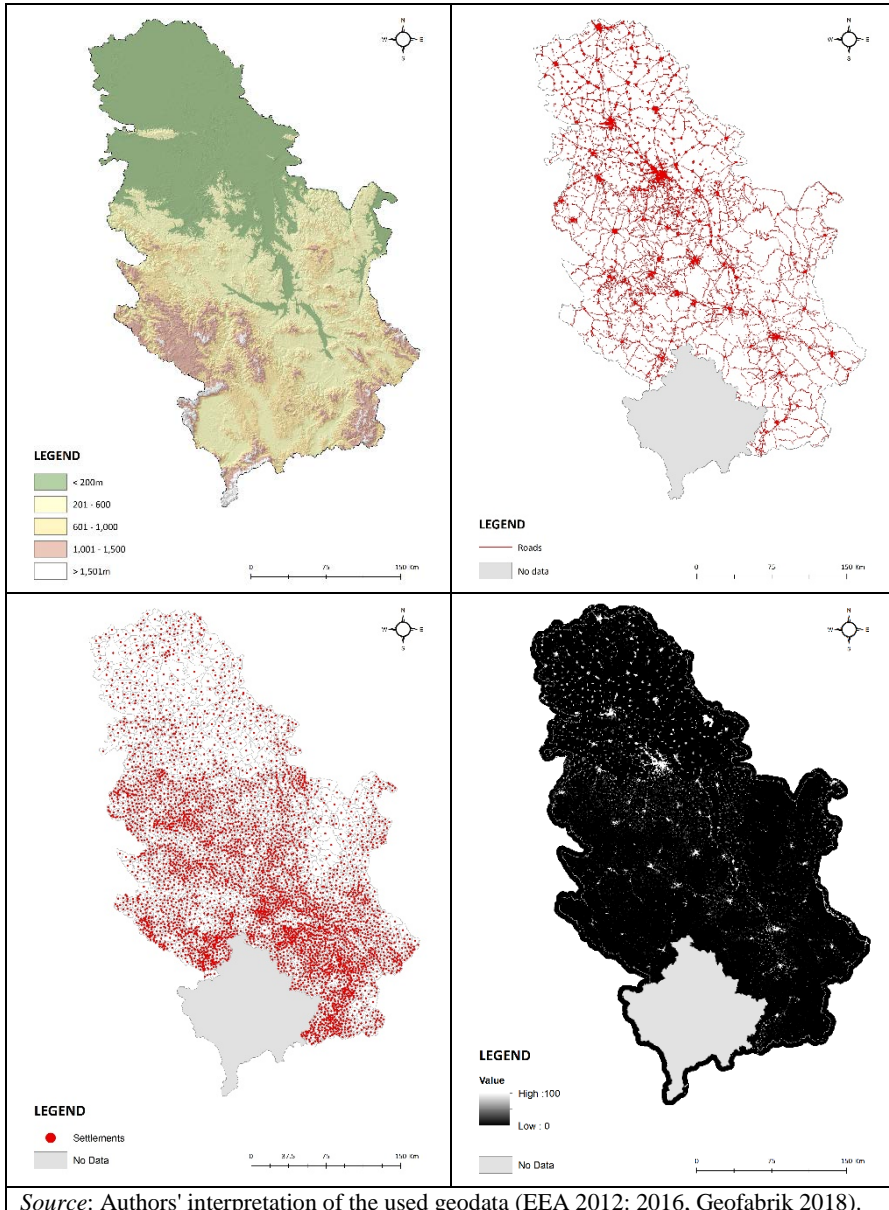 N
W E
S
LEGEND
< 200m
201 - 600
601 - 1,000
1,001 - 1,500
> 1,501m
0 75 150 Km
N
W E
S
LEGEND
Roads
No data
0 75 150 Km
N
W E
S
LEGEND
Settlements
No Data
0 37.5 75 150 Km
N
W E
S
LEGEND
Value
High :100
Low : 0
No Data
0 75 150 Km
Source: Authors' interpretation of the used geodata (EEA 2012; 2016, Geofabrik 2018).